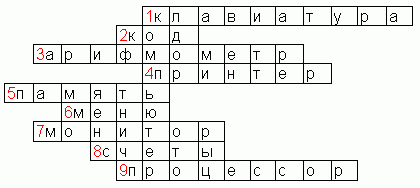 1клавиатура
2код
3арифмометр
4принтер
5память
6меню
7монитор
8счеты
9процессор